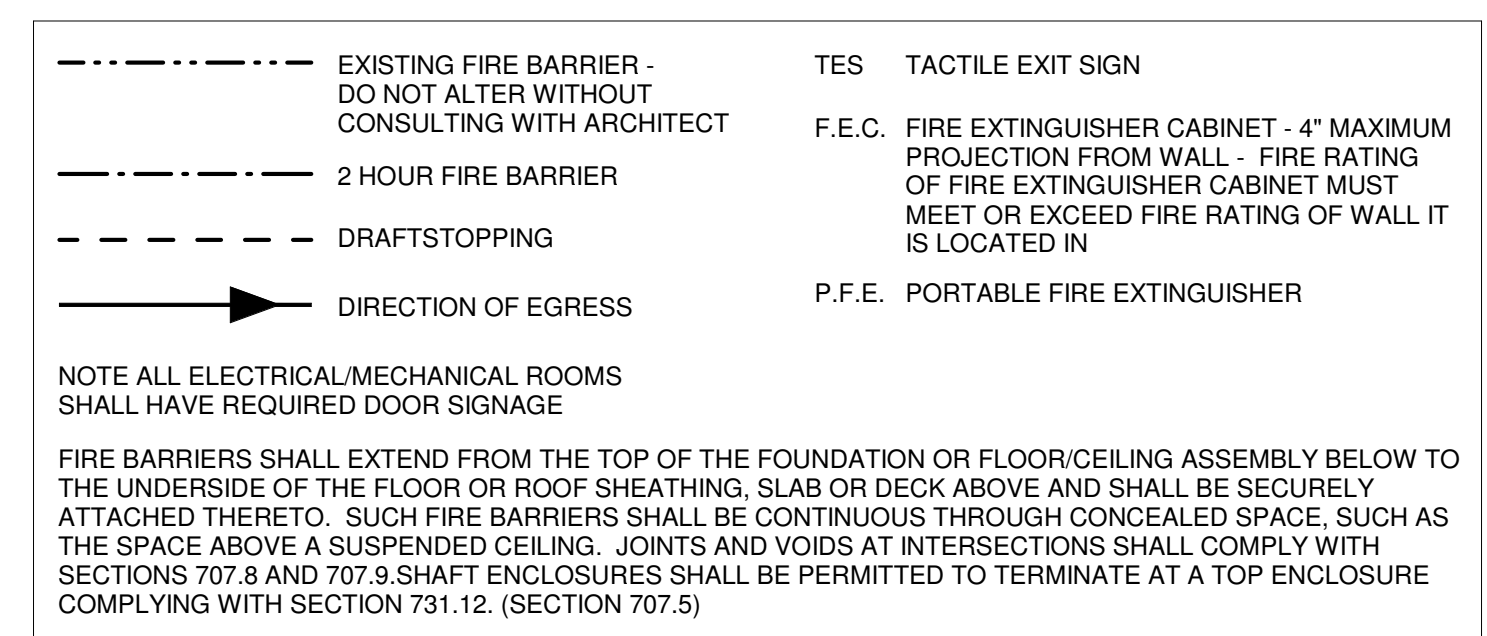 EXISTING FIRE BARRIER -
DO NOT ALTER WITHOUT
CONSULTING WITH ARCHITECT
2 HOUR FIRE BARRIER
DRAFTSTOPPING
DIRECTION OF EGRESS
TES TACTILE EXIT SIGN
F.E.C. FIRE EXTINGUISHER CABINET - 4" MAXIMUM
PROJECTION FROM WALL - FIRE RATING
OF FIRE EXTINGUISHER CABINET MUST
MEET OR EXCEED FIRE RATING OF WALL IT
IS LOCATED IN
P.F.E. PORTABLE FIRE EXTINGUISHER
NOTE ALL ELECTRICAL/MECHANICAL ROOMS
SHALL HAVE REQUIRED DOOR SIGNAGE
FIRE BARRIERS SHALL EXTEND FROM THE TOP OF THE FOUNDATION OR FLOOR/CEILING ASSEMBLY BELOW TO
THE UNDERSIDE OF THE FLOOR OR ROOF SHEATHING, SLAB OR DECK ABOVE AND SHALL BE SECURELY
ATTACHED THERETO. SUCH FIRE BARRIERS SHALL BE CONTINUOUS THROUGH CONCEALED SPACE, SUCH AS
THE SPACE ABOVE A SUSPENDED CEILING. JOINTS AND VOIDS AT INTERSECTIONS SHALL COMPLY WITH
SECTIONS 707.8 AND 707.9.SHAFT ENCLOSURES SHALL BE PERMITTED TO TERMINATE AT A TOP ENCLOSURE
COMPLYING WITH SECTION 731.12. (SECTION 707.5)